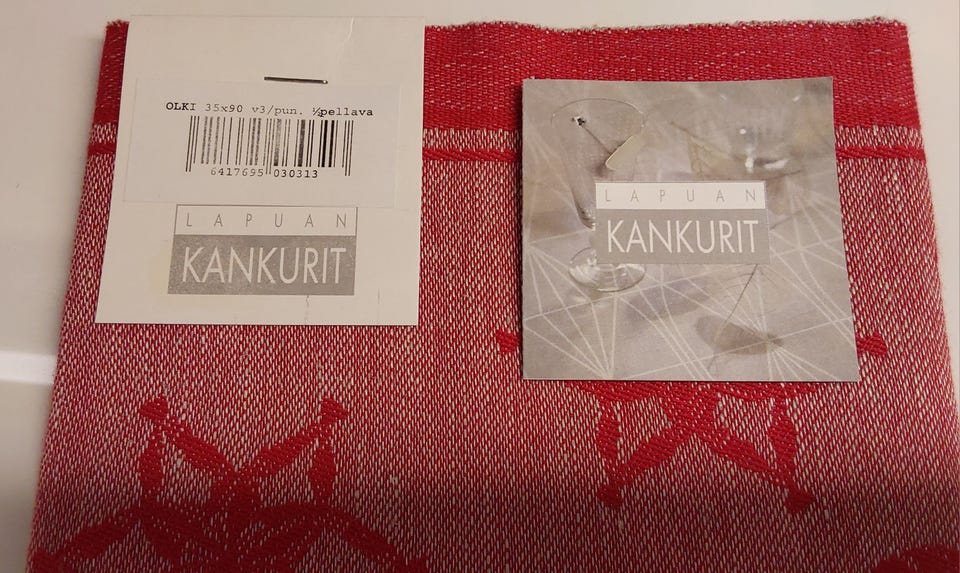 OLKI 35x90 v3/pun. ½pellava
6417695 030313
LAPUAN
KANKURIT
LAPUAN
KANKURIT